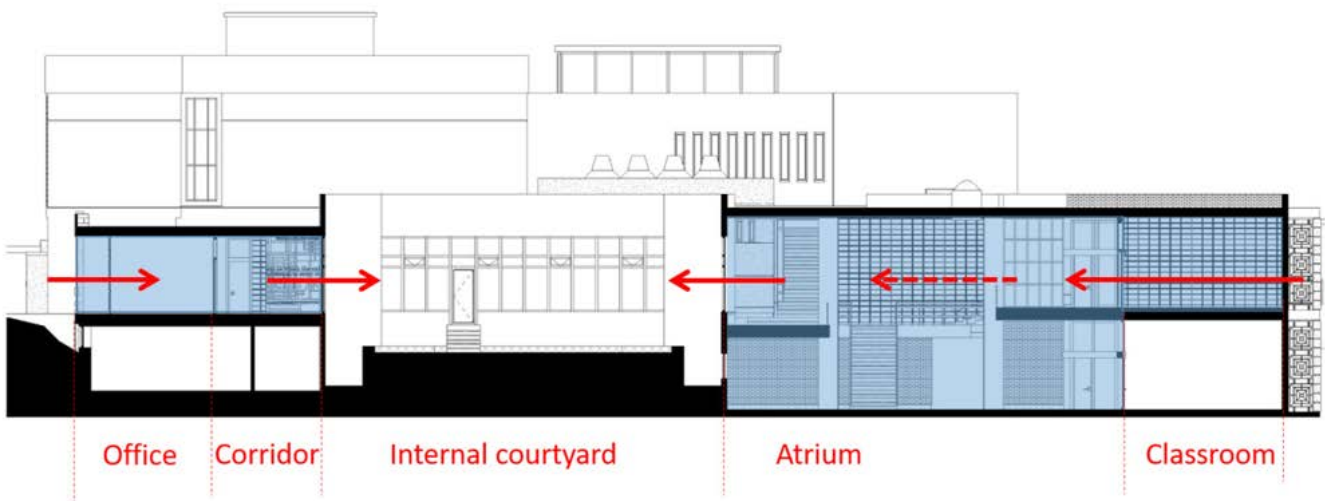 Office
Corridor
Internal courtyard
Atrium
Classroom